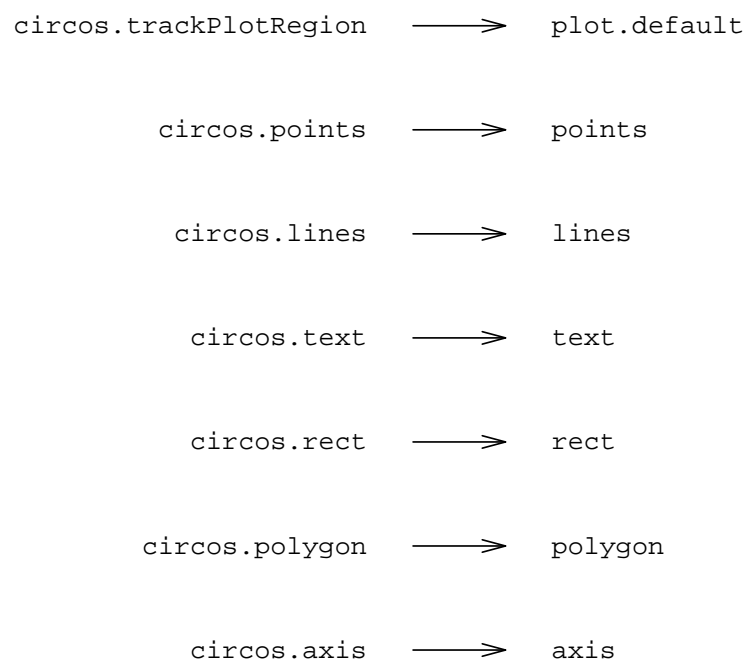 circos.trackPlotRegion plot.default
circos.points points
circos.lines lines
circos.text text
circos.rect rect
circos.polygon polygon
circos.axis axis